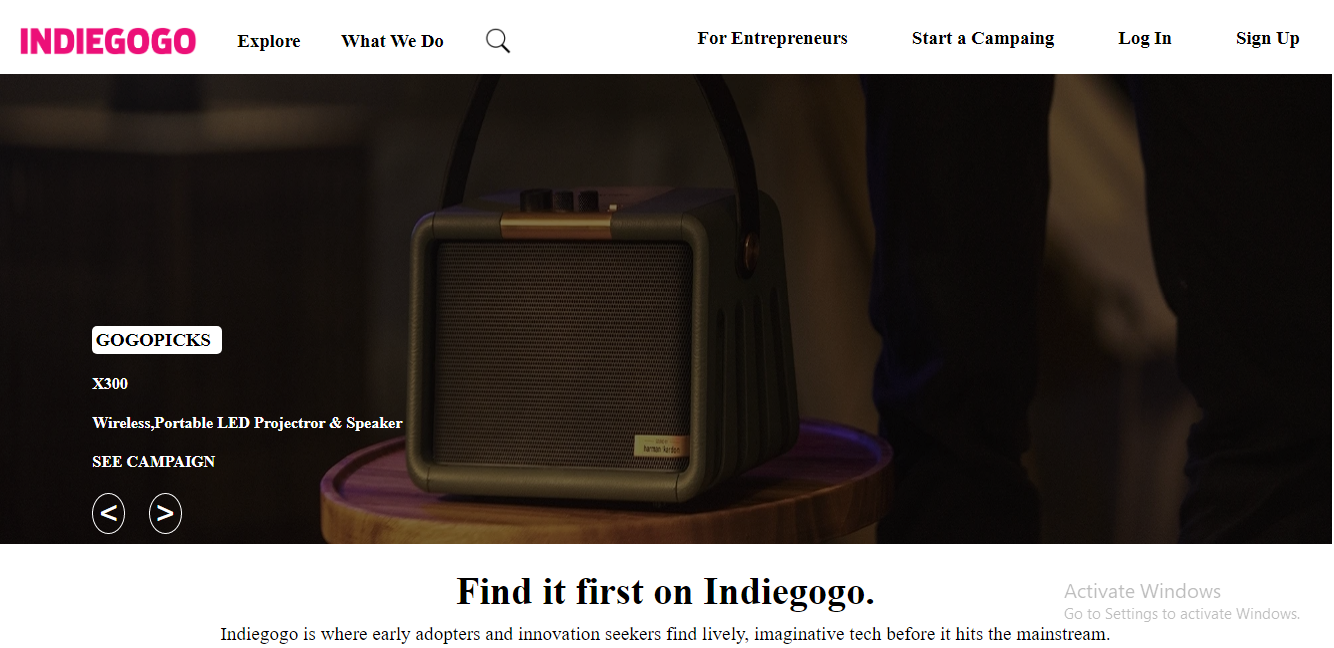 INDIEGOGO Explore What We Do For Entrepreneurs Start a Campaing Log In Sign Up
GOGOPICKS
X300
Wireless,Portable LED Projectror & Speaker
harman kardon
SEE CAMPAIGN
< >
Find it first on Indiegogo.
Activate Windows
Go to Settings to activate Windows.
Indiegogo is where early adopters and innovation seekers find lively, imaginative tech before it hits the mainstream.